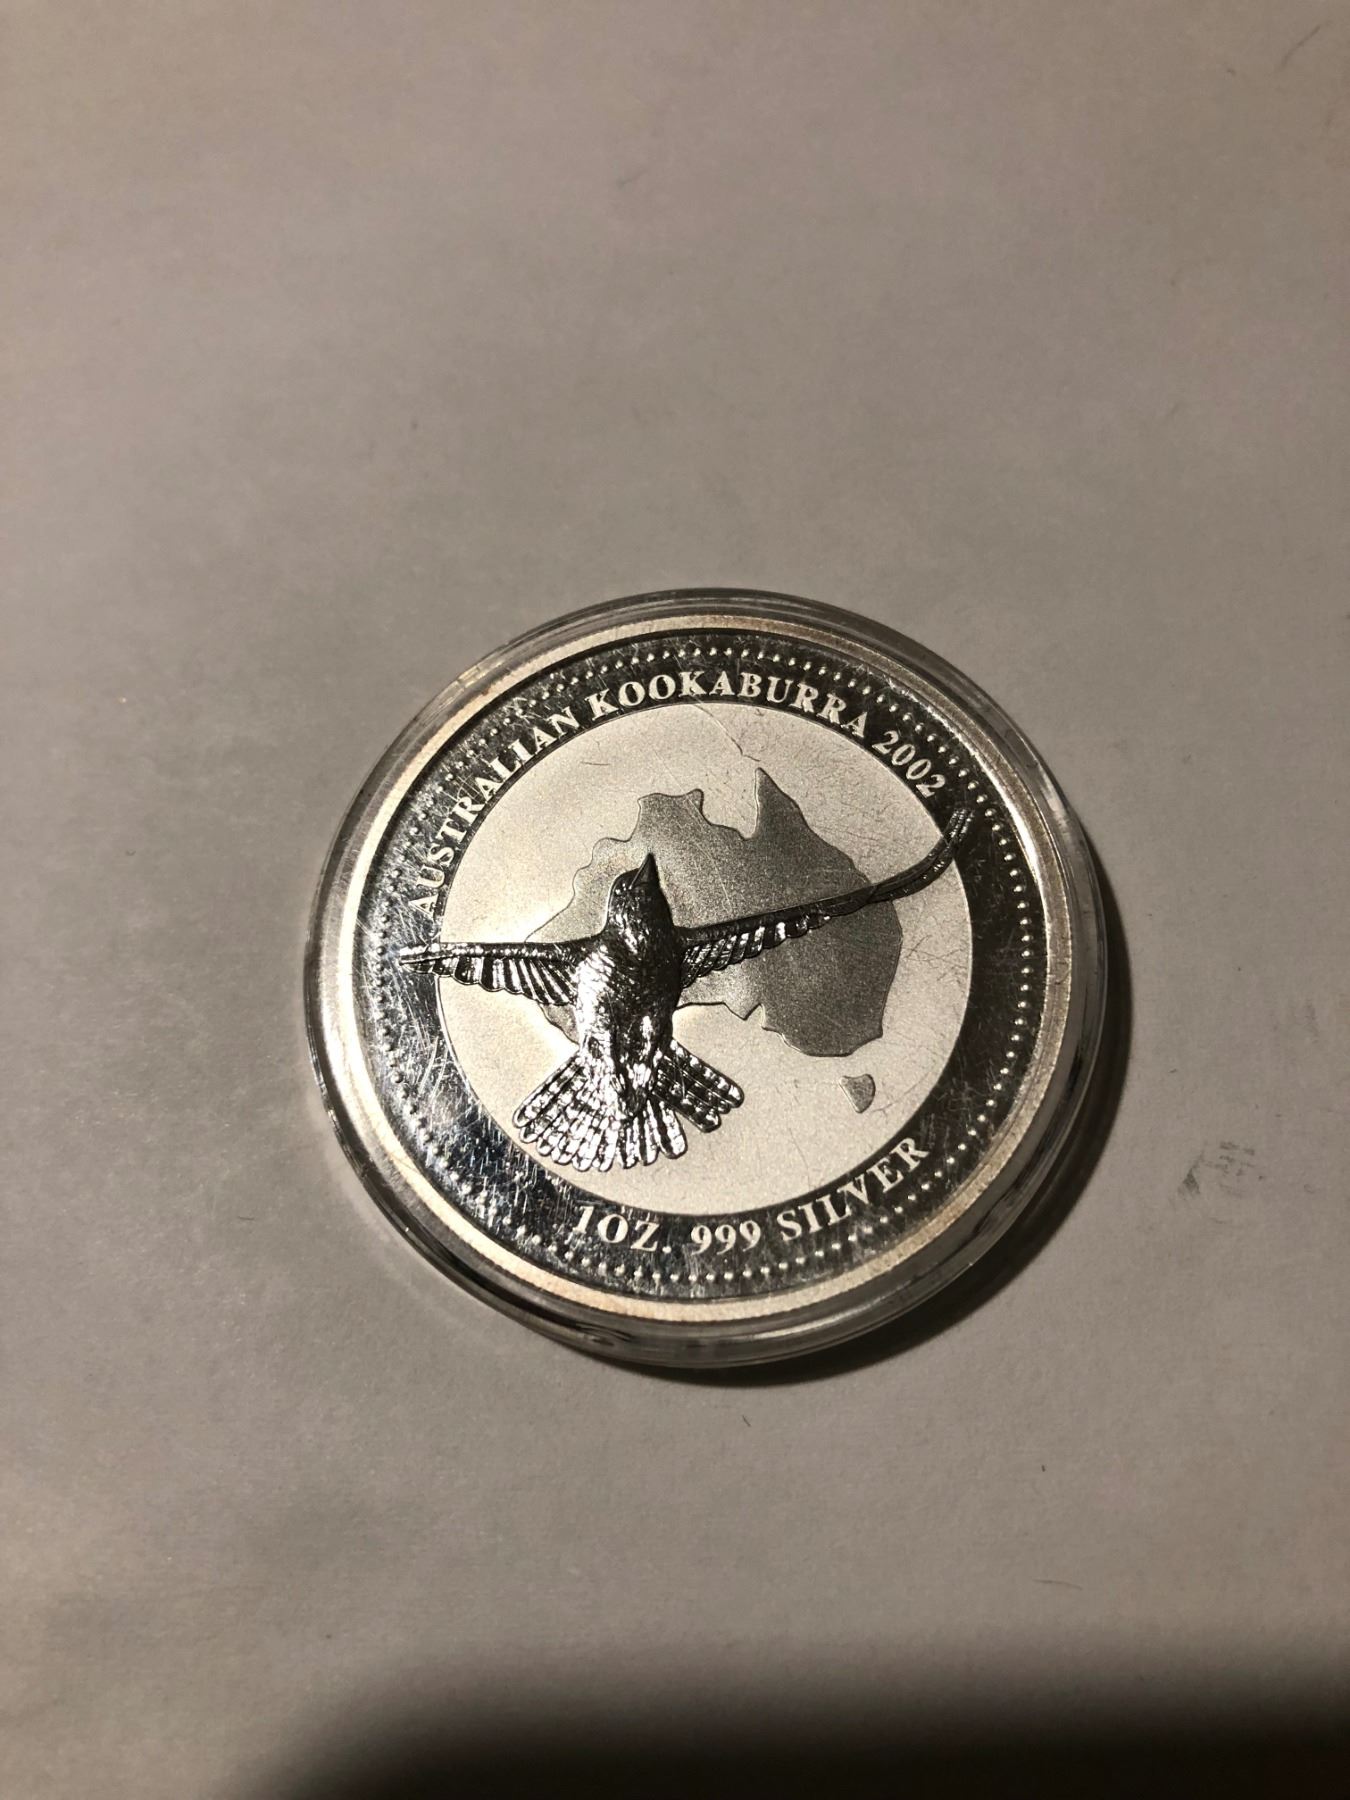 AUSTRALIAN KOOKABURRA 2002
1OZ. 999 SILVER